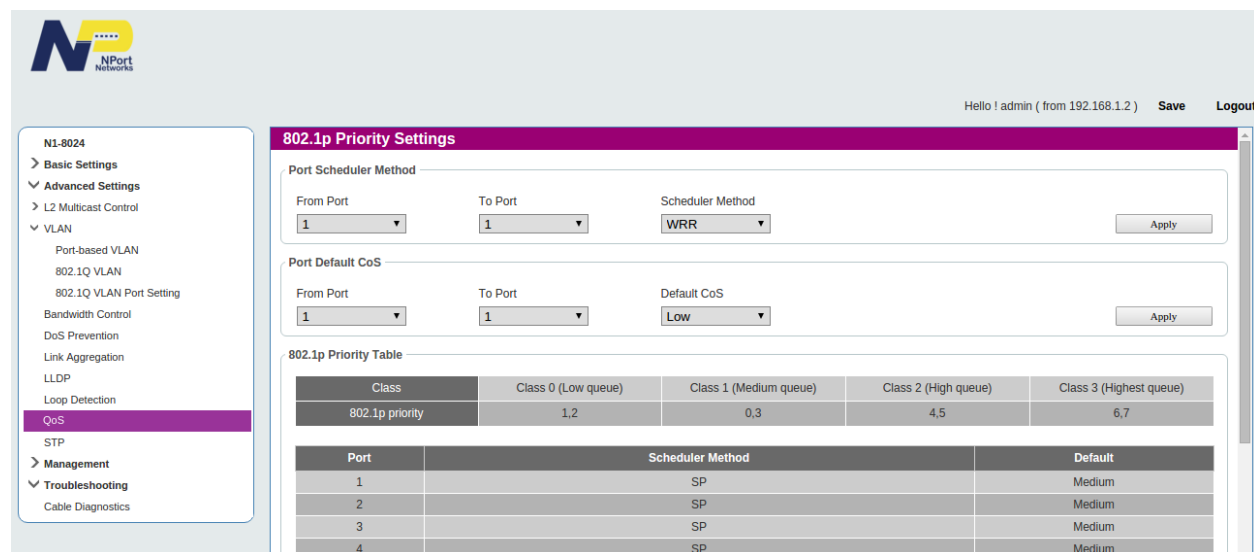 NPort
Networks
Hello ! admin ( from 192.168.1.2 ) Save Logout
N1-8024
Basic Settings
Advanced Settings
L2 Multicast Control
VLAN
Port-based VLAN
802.1Q VLAN
802.1Q VLAN Port Setting
Bandwidth Control
DoS Prevention
Link Aggregation
LLDP
Loop Detection
QoS
STP
Management
Troubleshooting
Cable Diagnostics
802.1p Priority Settings
Port Scheduler Method
From Port To Port Scheduler Method
1 1 WRR Apply
Port Default CoS
From Port To Port Default CoS
1 1 Low Apply
802.1p Priority Table
Class Class 0 (Low queue) Class 1 (Medium queue) Class 2 (High queue) Class 3 (Highest queue)
802.1p priority 1,2 0,3 4,5 6,7
Port Scheduler Method Default
1 SP Medium
2 SP Medium
3 SP Medium
4 SP Medium